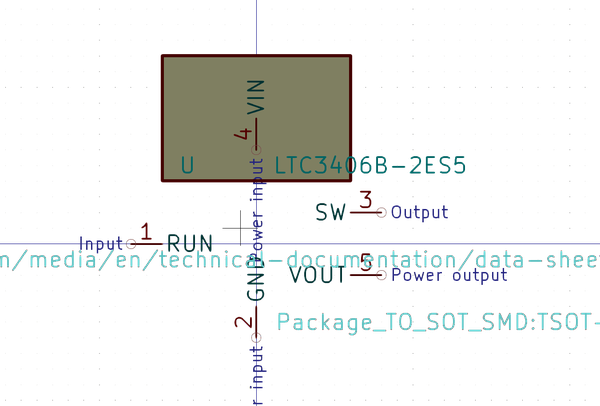 VIN
4
U
LTC3406B-2ES5
Power input
3
SW
Output
1
Input
RUN
m/media/en/technical-documentation/data-shee
5
VOUT
Power output
GND
2
Package_TO_SOT_SMD:TSOT-
r input